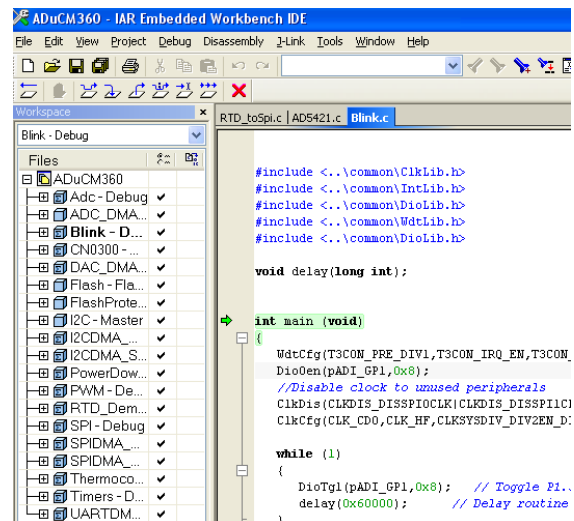 ADuCM360 - IAR Embedded Workbench IDE
File Edit View Project Debug Disassembly J-Link Tools Window Help
Workspace ×
RTD_toSpi.c | AD5421.c Blink.c
Blink - Debug
Files
ADuCM360
Adc - Debug
ADC_DMA...
Blink - D...
CN0300 - ...
DAC_DMA...
Flash - Fla...
FlashProte...
I2C - Master
I2CDMA_...
I2CDMA_S...
PowerDow...
PWM - De...
RTD_Dem...
SPI - Debug
SPIDMA_...
SPIDMA_...
Thermoco...
Timers - D...
UARTDM...
#include <..\common\ClkLib.h>
#include <..\common\IntLib.h>
#include <..\common\DioLib.h>
#include <..\common\WdtLib.h>
#include <..\common\DioLib.h>
void delay(long int);
int main (void)
{
WdtCfg(T3CON_PRE_DIV1,T3CON_IRQ_EN,T3CON_
DioOen(pADI_GP1,0x8);
//Disable clock to unused peripherals
ClkDis(CLKDIS_DISSPI0CLK|CLKDIS_DISSPI1CL
ClkCfg(CLK_CD0,CLK_HF,CLKSYSDIV_DIV2EN_DI
while (1)
{
DioTgl(pADI_GP1,0x8); // Toggle P1..
delay(0x60000); // Delay routine
}